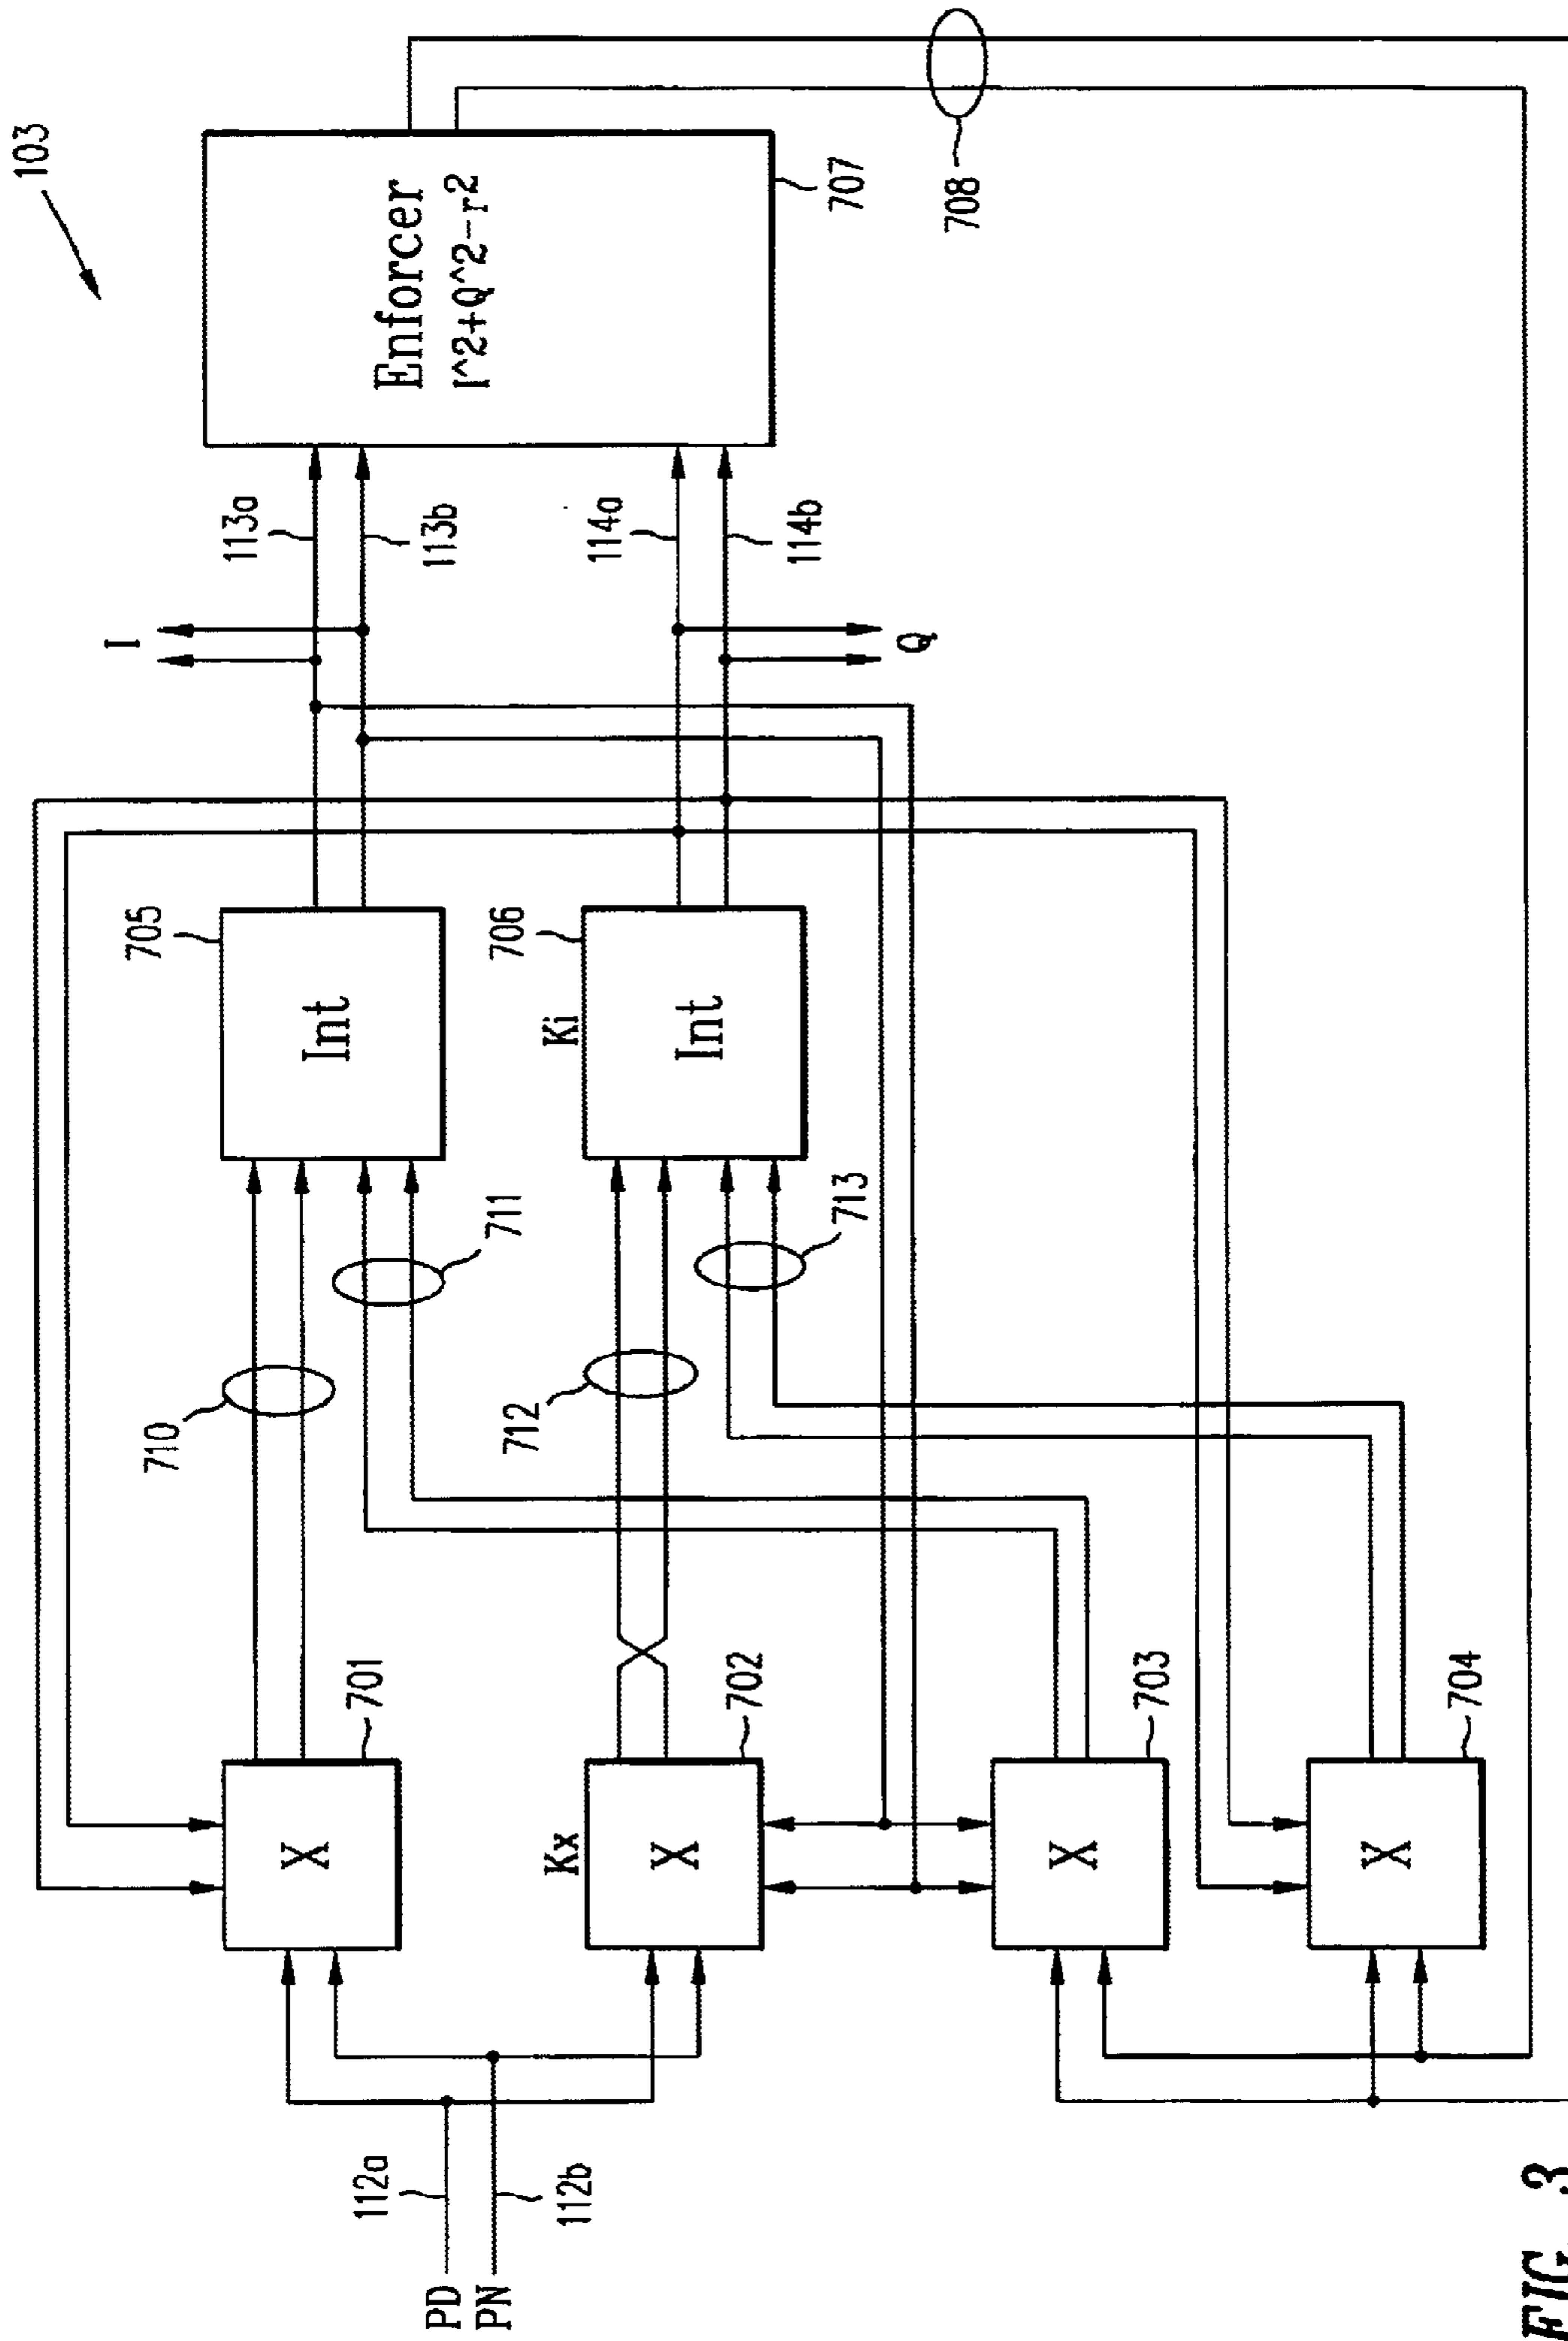 103
Enforcer
I^2+Q^2-r^2
707
708
113a
113b
114a
114b
I
Q
705
Int
706
Ki
Int
710
711
712
713
701
X
702
Kx
X
703
X
704
X
112a
112b
PD
PN
FIG. 3